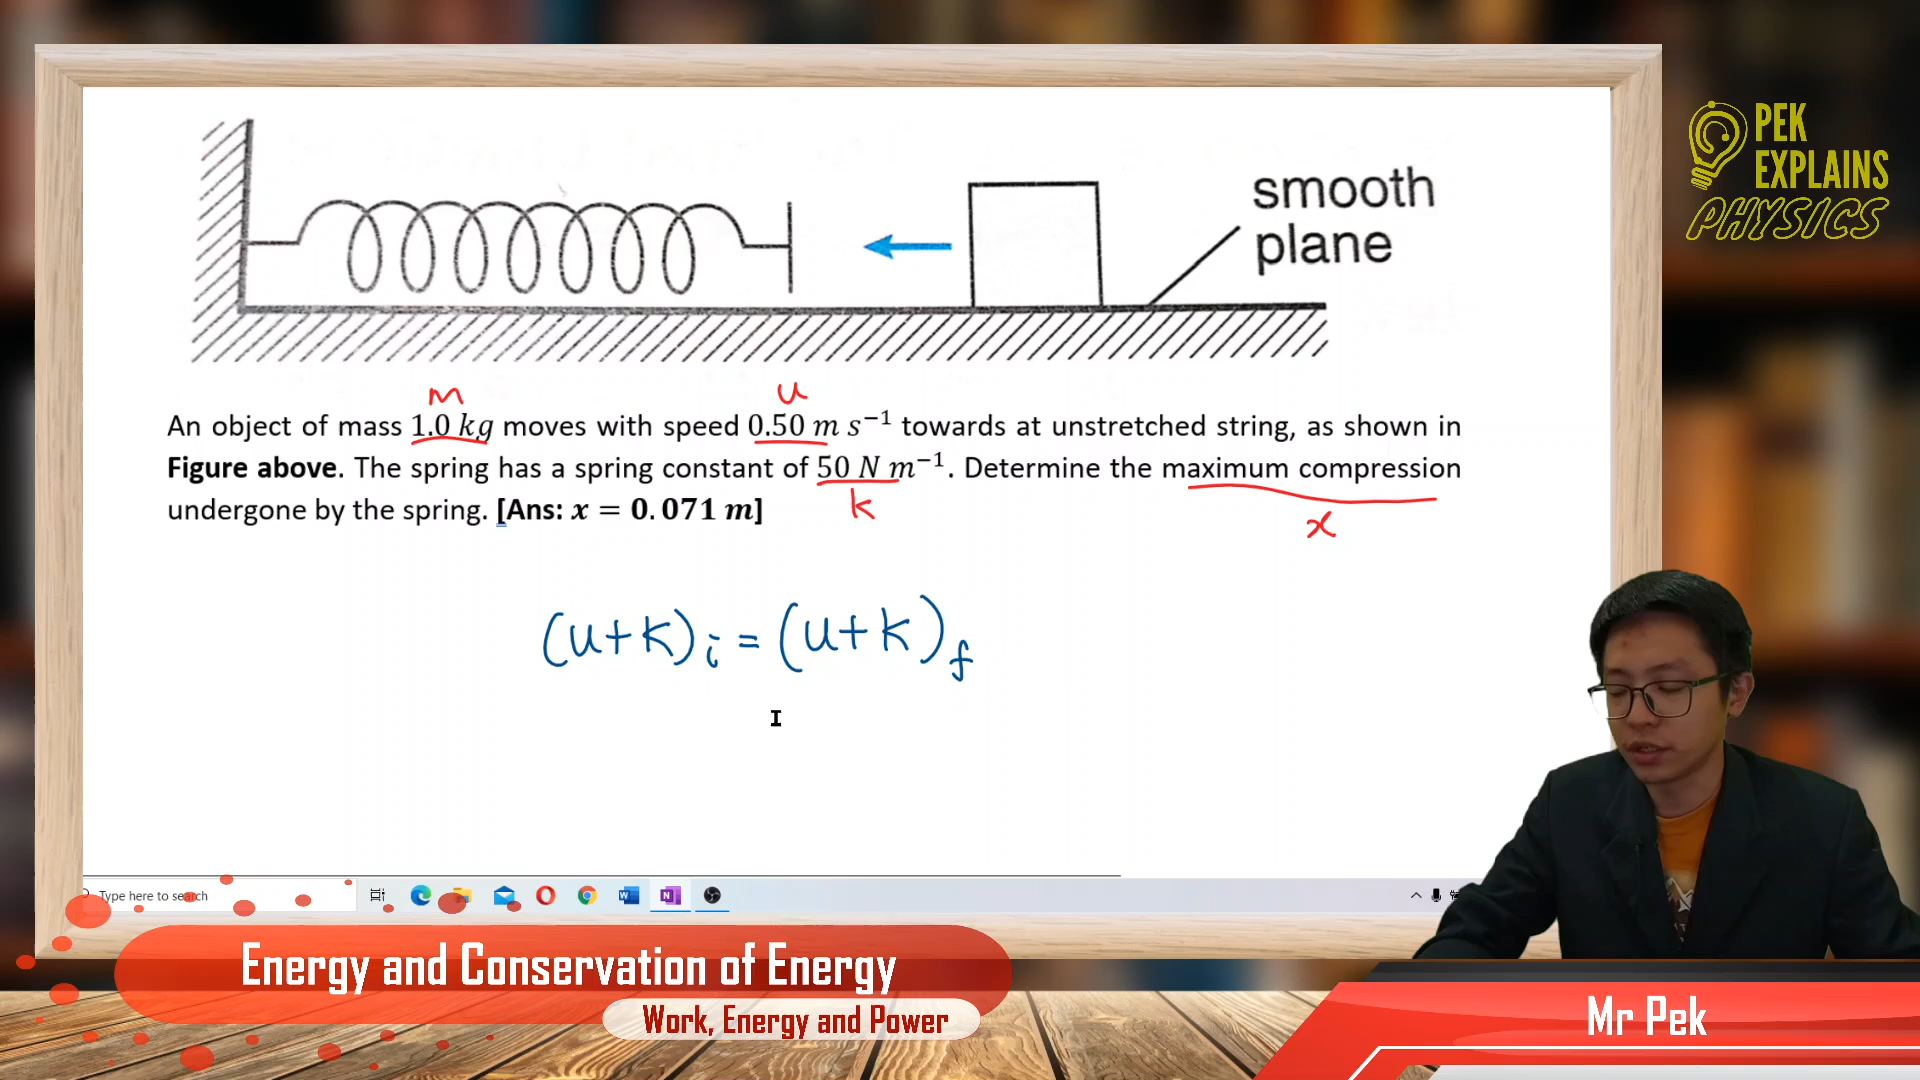 PEK
EXPLAINS
PHYSICS
smooth
plane
m
u
An object of mass 1.0 kg moves with speed 0.50 m s⁻¹ towards at unstretched string, as shown in
Figure above. The spring has a spring constant of 50 N m⁻¹. Determine the maximum compression
undergone by the spring. [Ans: x = 0.071 m]
k
x
(u+k)i = (u+k)f
Type here to search
Energy and Conservation of Energy
Work, Energy and Power
Mr Pek